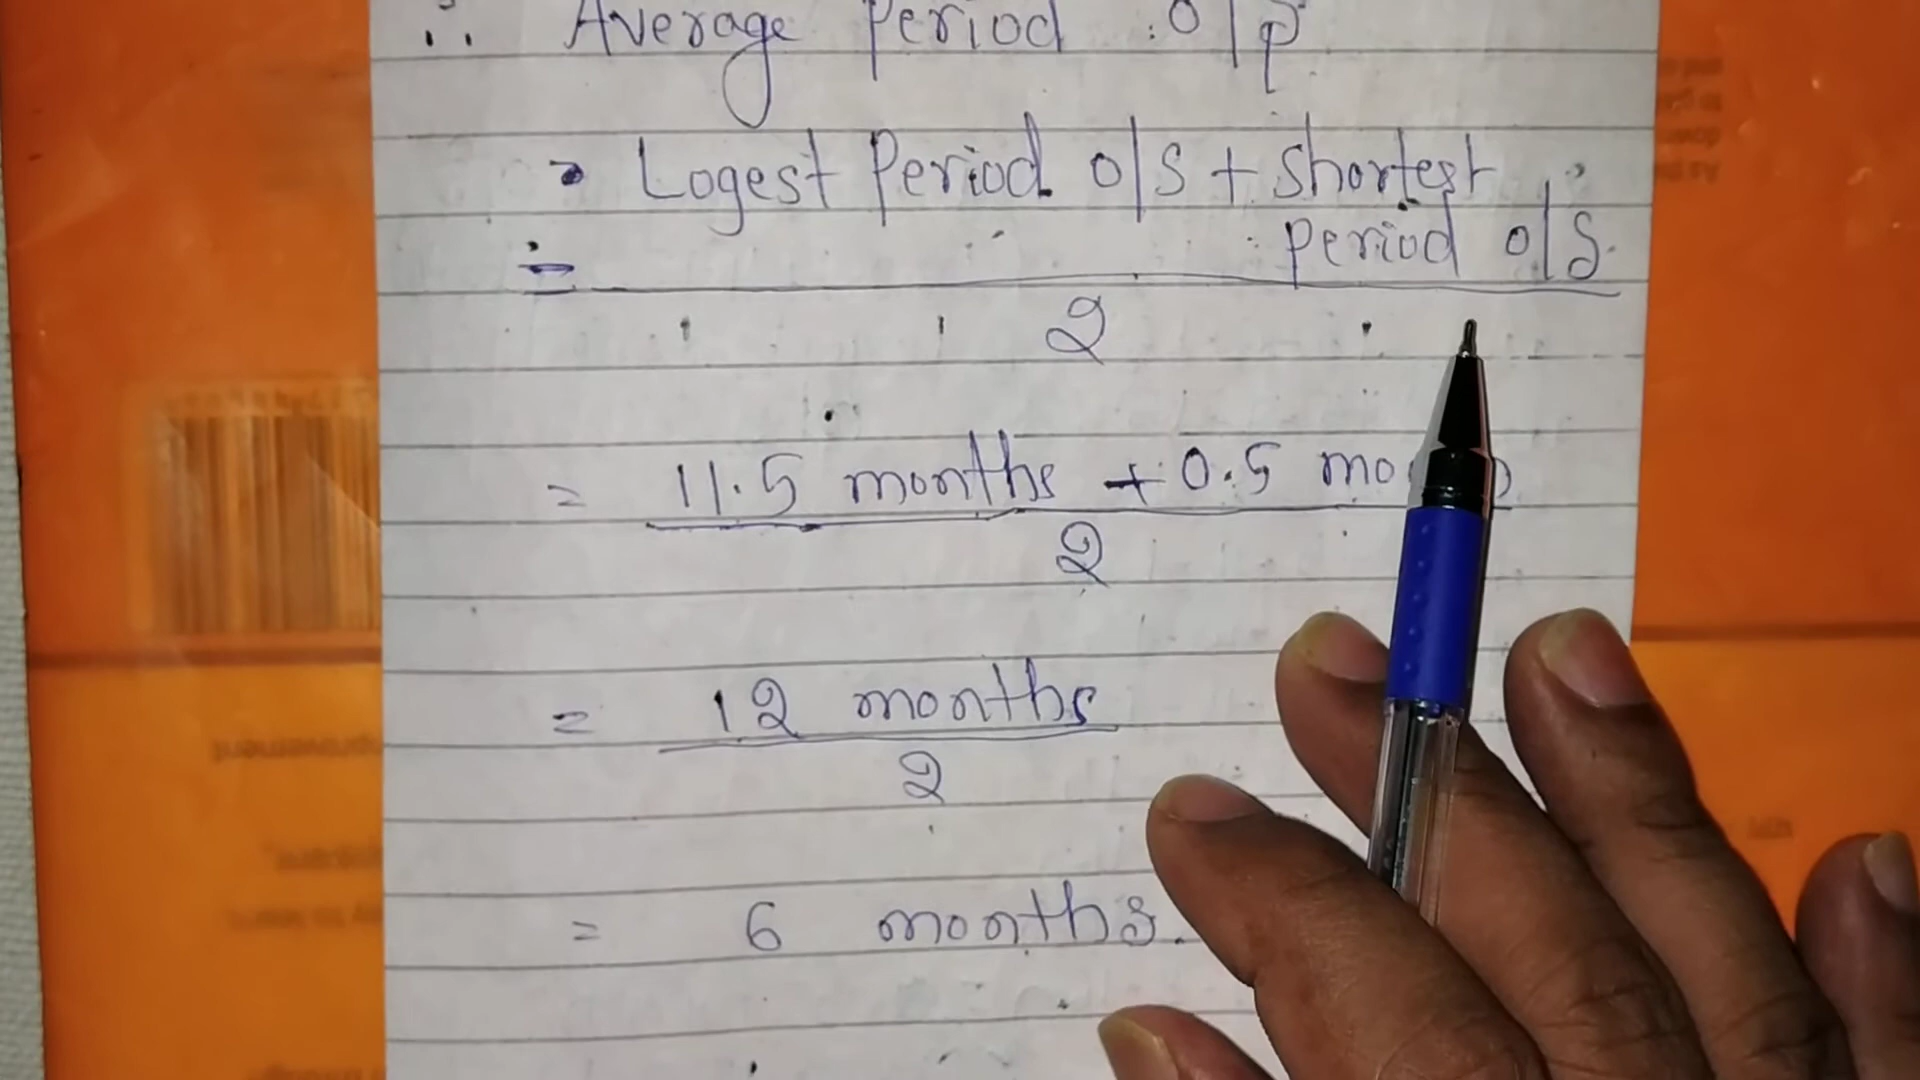 ∴ Average Period O/P
Logest Period O/S + Shortest
Period O/S.
=
2
= 11.5 months + 0.5
2
= 12 months
2
= 6 months.